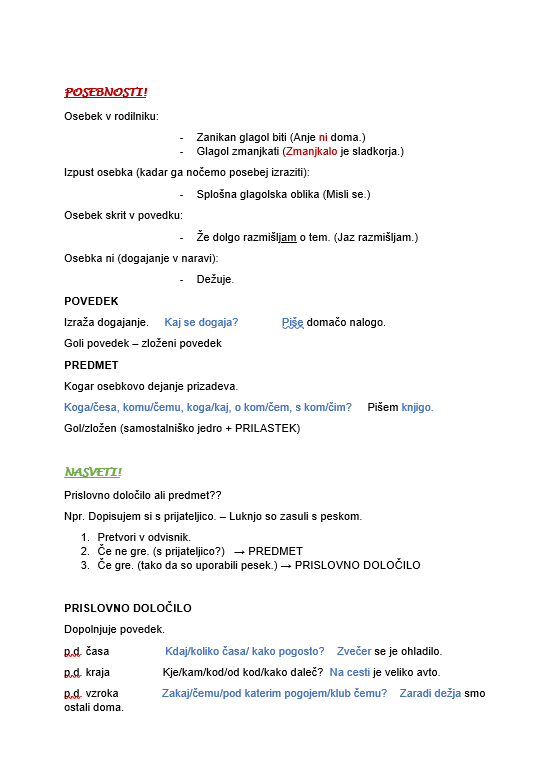 POSEBNOSTI!
Osebek v rodilniku:
- Zanikan glagol biti (Anje ni doma.)
- Glagol zmanjkati (Zmanjkalo je sladkorja.)
Izpust osebka (kadar ga nočemo posebej izraziti):
- Splošna glagolska oblika (Misli se.)
Osebek skrit v povedku:
- Že dolgo razmišljam o tem. (Jaz razmišljam.)
Osebka ni (dogajanje v naravi):
- Dežuje.
POVEDEK
Izraža dogajanje. Kaj se dogaja? Piše domačo nalogo.
Goli povedek – zloženi povedek
PREDMET
Kogar osebkovo dejanje prizadeva.
Koga/česa, komu/čemu, koga/kaj, o kom/čem, s kom/čim? Pišem knjigo.
Gol/zložen (samostalniško jedro + PRILASTEK)
NASVETI!
Prislovno določilo ali predmet??
Npr. Dopisujem si s prijateljico. – Luknjo so zasuli s peskom.
1. Pretvori v odvisnik.
2. Če ne gre. (s prijateljico?) → PREDMET
3. Če gre. (tako da so uporabili pesek.) → PRISLOVNO DOLOČILO
PRISLOVNO DOLOČILO
Dopolnjuje povedek.
p.d. časa Kdaj/koliko časa/ kako pogosto? Zvečer se je ohladilo.
p.d. kraja Kje/kam/kod/od kod/kako daleč? Na cesti je veliko avto.
p.d. vzroka Zakaj/čemu/pod katerim pogojem/klub čemu? Zaradi dežja smo
ostali doma.